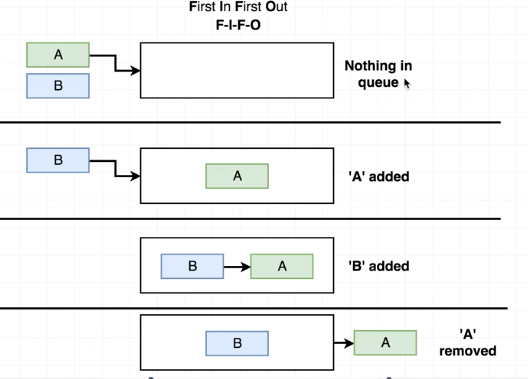 First In First Out
F-I-F-O
A
B
Nothing in
queue
B
A
'A' added
B
A
'B' added
B
A
'A'
removed